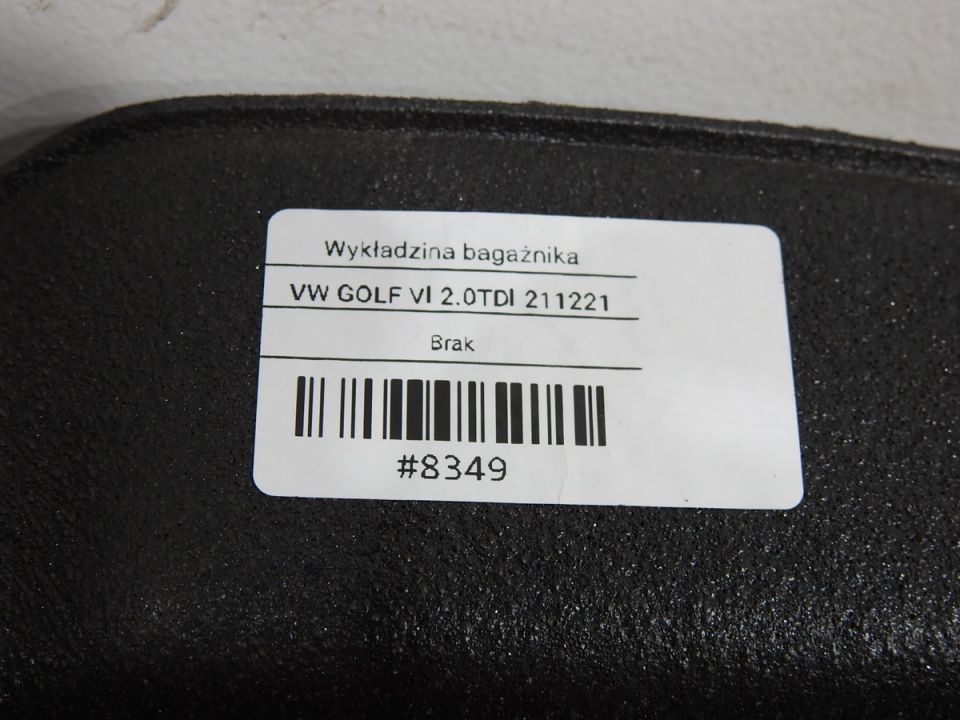 Wykładzina bagażnika
VW GOLF VI 2.0TDI 211221
Brak
#8349